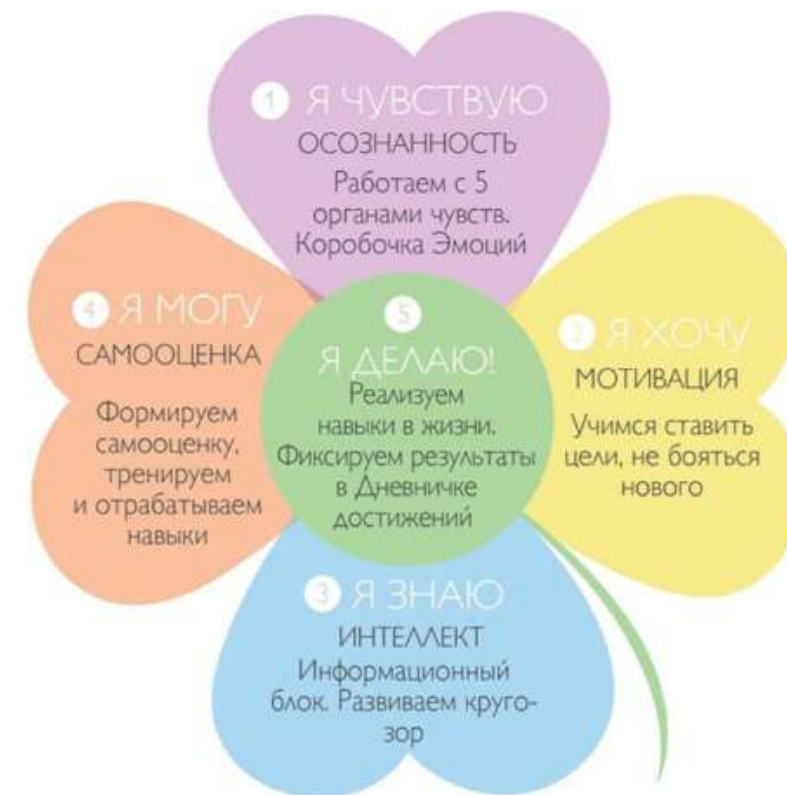 1 Я ЧУВСТВУЮ
ОСОЗНАННОСТЬ
Работаем с 5
органами чувств.
Коробочка Эмоций
2 Я ХОЧУ
МОТИВАЦИЯ
Учимся ставить
цели, не бояться
нового
3 Я ЗНАЮ
ИНТЕЛЛЕКТ
Информационный
блок. Развиваем круго-
зор
4 Я МОГУ
САМООЦЕНКА
Формируем
самооценку,
тренируем
и отрабатываем
навыки
5
Я ДЕЛАЮ!
Реализуем
навыки в жизни.
Фиксируем результаты
в Дневничке
достижений